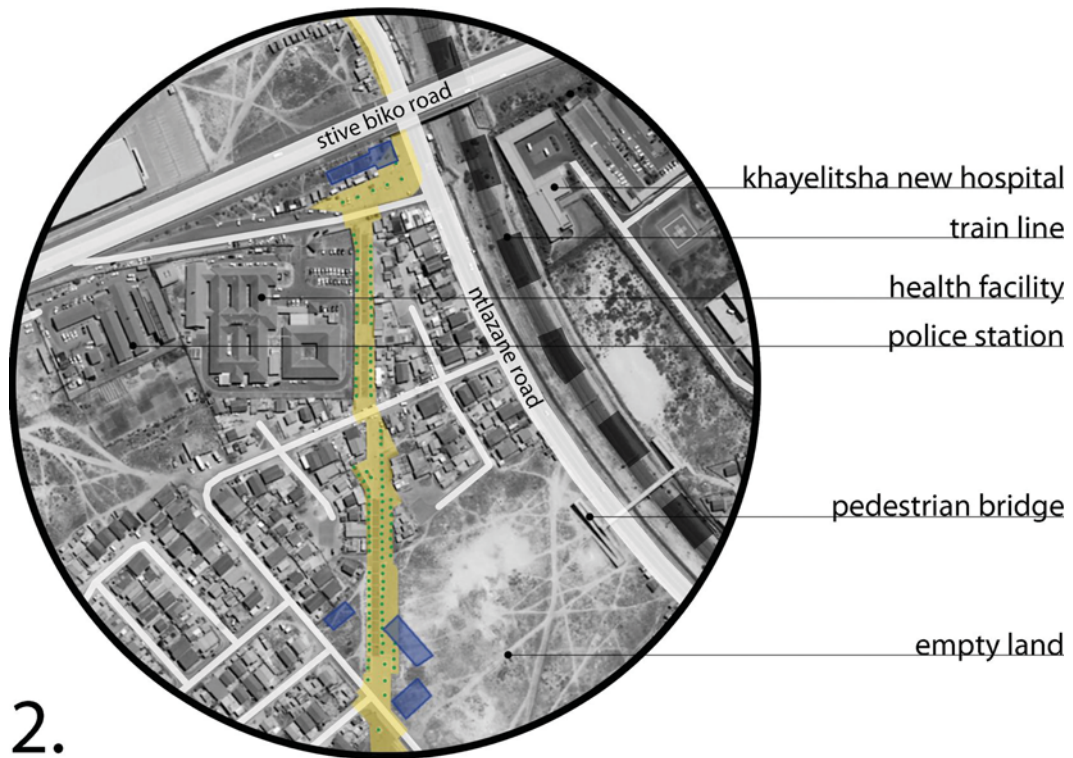 stive biko road
khayelitsha new hospital
train line
health facility
police station
ntlazane road
pedestrian bridge
empty land
2.